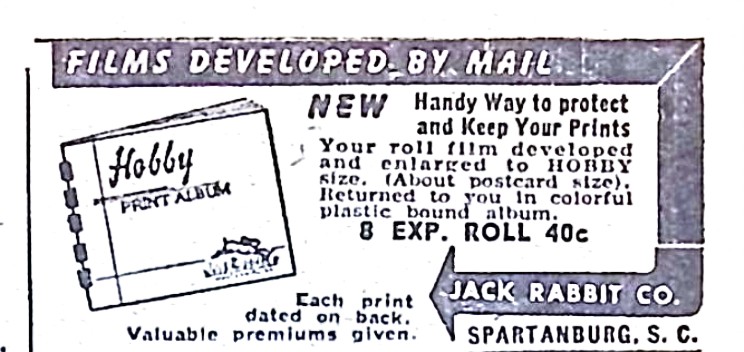 FILMS DEVELOPED BY MAIL
Hobby
PRINT ALBUM
NEW Handy Way to protect
and Keep Your Prints
Your roll film developed
and enlarged to HOBBY
size. (About postcard size).
Returned to you in colorful
plastic bound album.
8 EXP. ROLL 40c
Each print
dated on back.
Valuable premiums given.
JACK RABBIT CO.
SPARTANBURG, S. C.